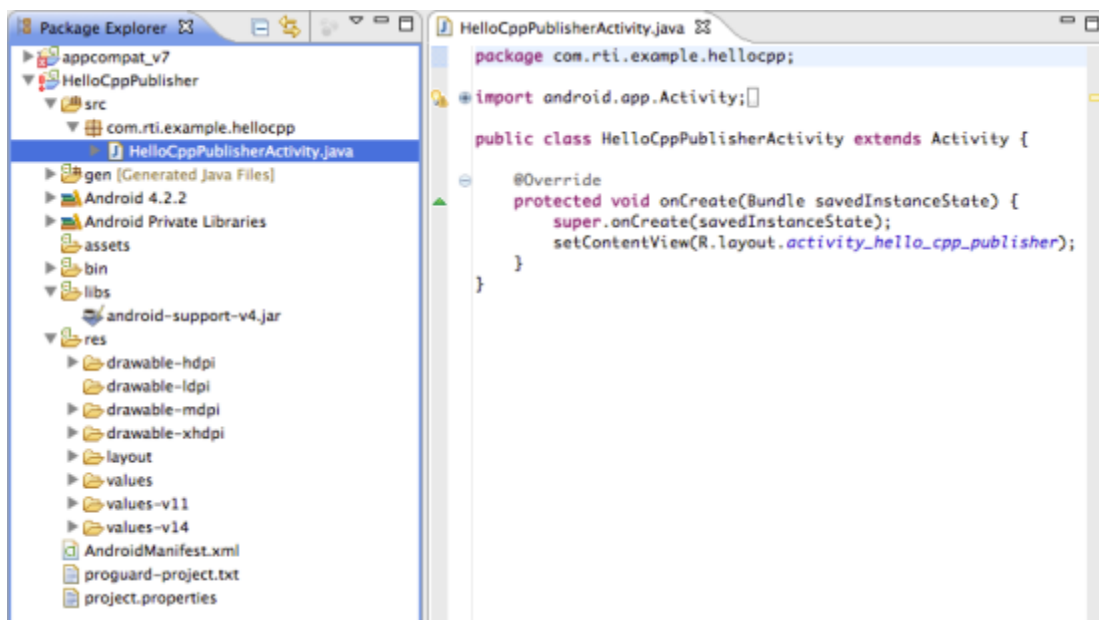 Package Explorer
appcompat_v7
HelloCppPublisher
src
com.rti.example.hellocpp
HelloCppPublisherActivity.java
gen [Generated Java Files]
Android 4.2.2
Android Private Libraries
assets
bin
libs
android-support-v4.jar
res
drawable-hdpi
drawable-ldpi
drawable-mdpi
drawable-xhdpi
layout
values
values-v11
values-v14
AndroidManifest.xml
proguard-project.txt
project.properties
HelloCppPublisherActivity.java
package com.rti.example.hellocpp;
import android.app.Activity;
public class HelloCppPublisherActivity extends Activity {
@Override
protected void onCreate(Bundle savedInstanceState) {
super.onCreate(savedInstanceState);
setContentView(R.layout.activity_hello_cpp_publisher);
}
}